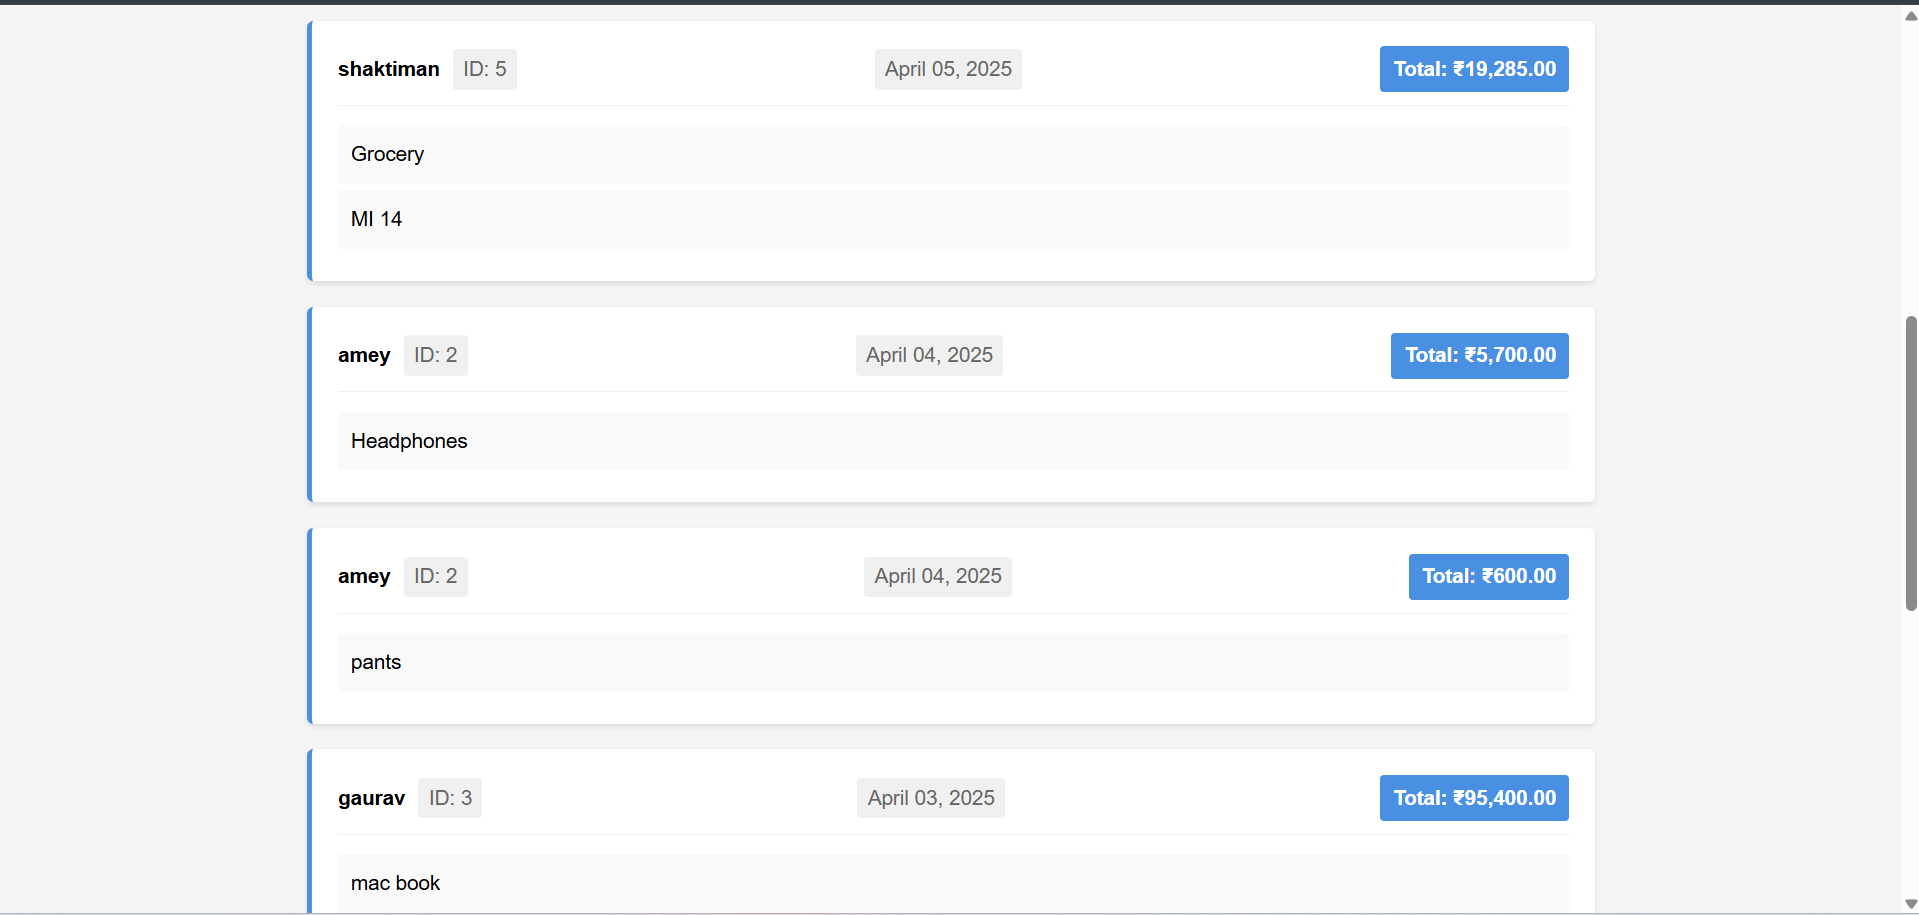 shaktiman ID: 5 April 05, 2025 Total: ₹19,285.00
Grocery
MI 14
amey ID: 2 April 04, 2025 Total: ₹5,700.00
Headphones
amey ID: 2 April 04, 2025 Total: ₹600.00
pants
gaurav ID: 3 April 03, 2025 Total: ₹95,400.00
mac book